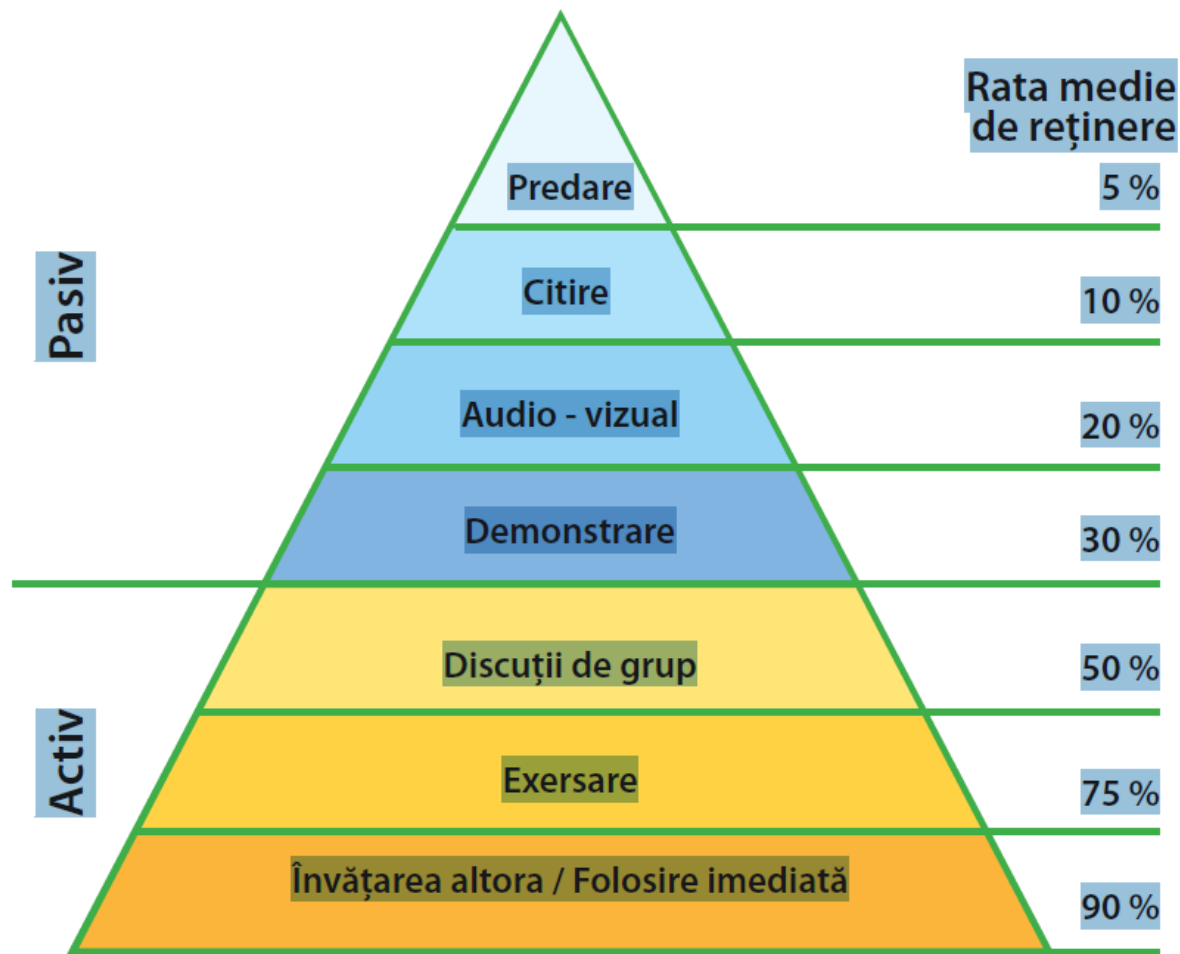 Rata medie
de reținere
Predare
5 %
Pasiv
Citire
10 %
Audio - vizual
20 %
Demonstrare
30 %
Discuții de grup
50 %
Activ
Exersare
75 %
Învățarea altora / Folosire imediată
90 %